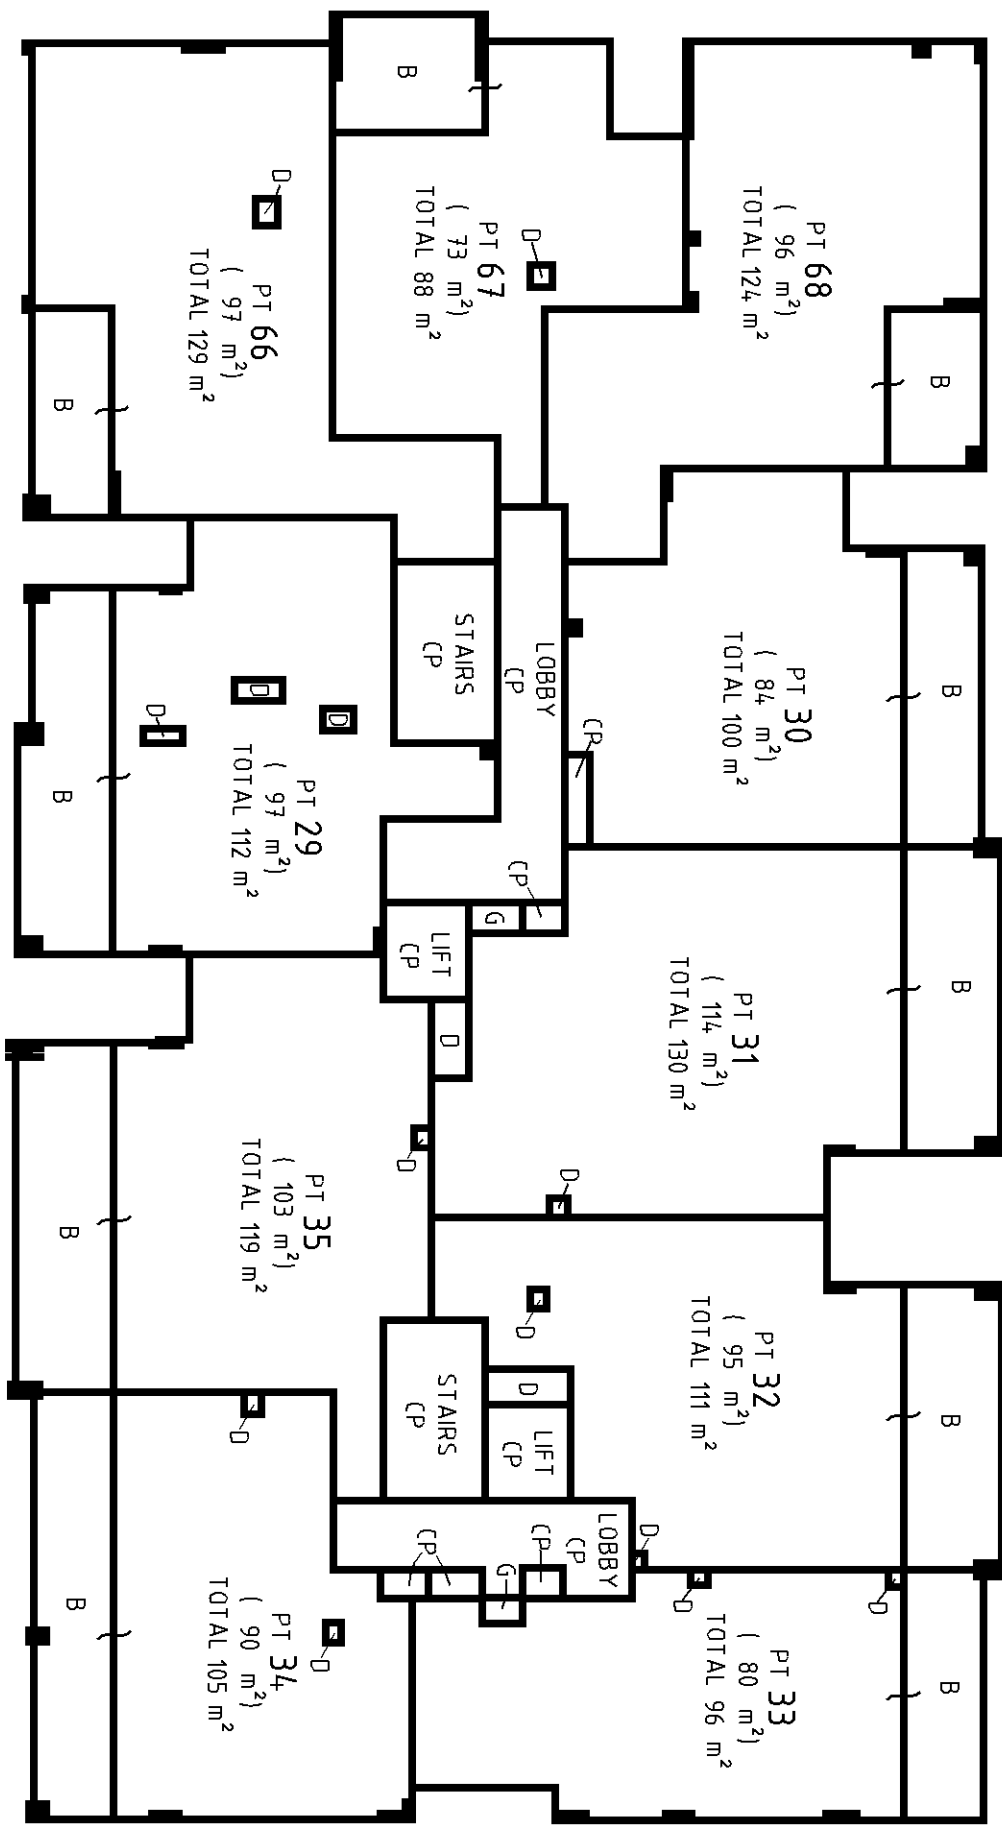 B
D
PT 66
( 97 m²)
TOTAL 129 m²
B
PT 67
( 73 m²)
TOTAL 88 m²
D
PT 68
( 96 m²)
TOTAL 124 m²
B
STAIRS
CP
LOBBY
CP
CP
PT 30
( 84 m²)
TOTAL 100 m²
B
D
D
D
PT 29
( 97 m²)
TOTAL 112 m²
B
CP
G
LIFT
CP
D
PT 31
( 114 m²)
TOTAL 130 m²
B
D
D
PT 35
( 103 m²)
TOTAL 119 m²
B
D
PT 32
( 95 m²)
TOTAL 111 m²
B
STAIRS
CP
D
LIFT
CP
D
LOBBY
CP
CP
CP
G
D
D
D
PT 34
( 90 m²)
TOTAL 105 m²
B
D
PT 33
( 80 m²)
TOTAL 96 m²
B